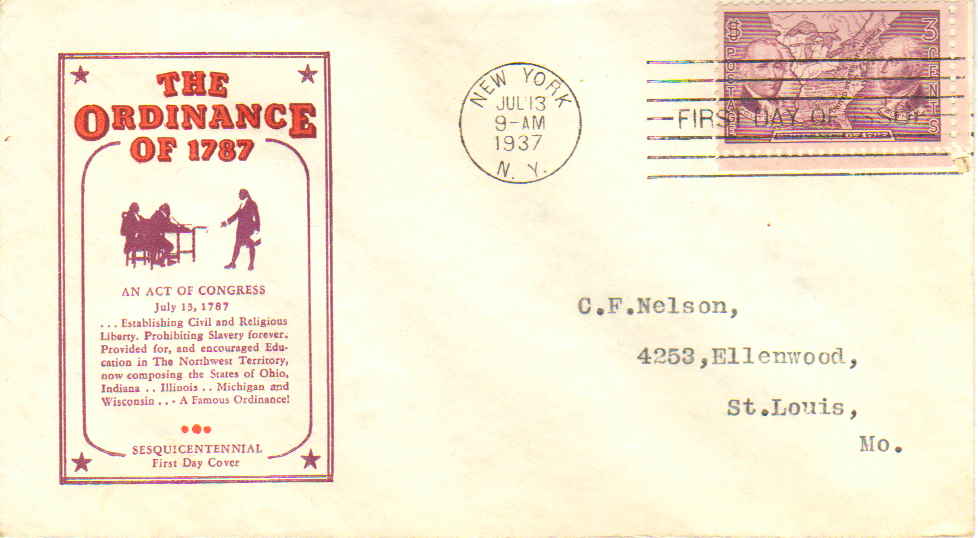 THE
ORDINANCE
OF 1787
AN ACT OF CONGRESS
July 13, 1787
. . . Establishing Civil and Religious
Liberty. Prohibiting Slavery forever.
Provided for, and encouraged Edu-
cation in The Northwest Territory,
now composing the States of Ohio,
Indiana . . Illinois . . Michigan and
Wisconsin . . - A Famous Ordinance!
SESQUICENTENNIAL
First Day Cover
NEW YORK
JUL 13
9-AM
1937
N. Y.
$ 3
POSTAGE
CENTS
FIRST DAY OF ISSUE
C.F.Nelson,
4253,Ellenwood,
St.Louis,
Mo.